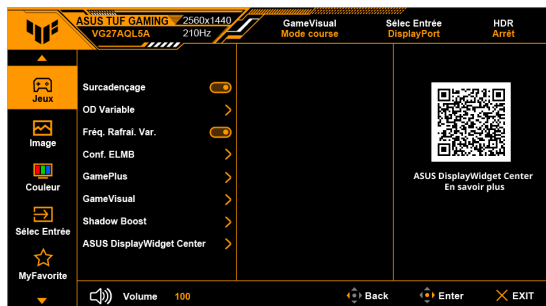 ASUS TUF GAMING 2560x1440
VG27AQL5A 210Hz
GameVisual
Mode course
Sélec Entrée
DisplayPort
HDR
Arrêt
Jeux
Image
Couleur
Sélec Entrée
MyFavorite
Surcadençage
OD Variable
Fréq. Rafraî. Var.
Conf. ELMB
GamePlus
GameVisual
Shadow Boost
ASUS DisplayWidget Center
ASUS DisplayWidget Center
En savoir plus
Volume 100
Back
Enter
EXIT